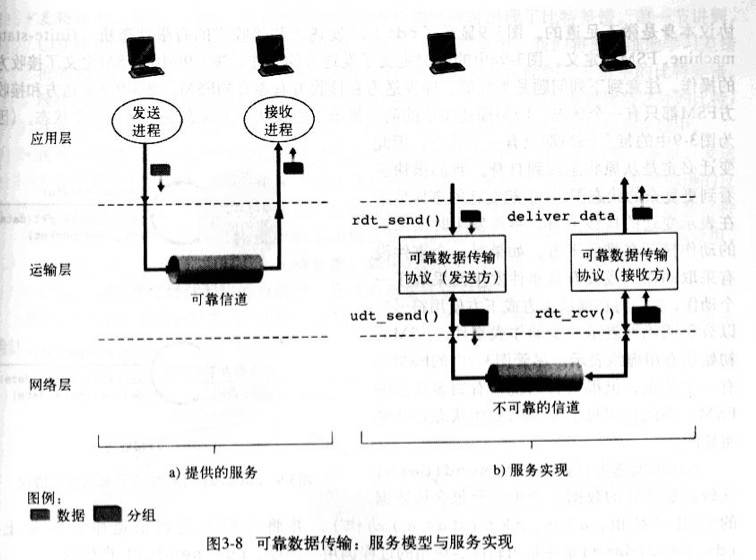 发送
进程
接收
进程
应用层
rdt_send()
deliver_data
运输层
可靠信道
可靠数据传输
协议（发送方）
可靠数据传输
协议（接收方）
udt_send()
rdt_rcv()
网络层
不可靠的信道
a) 提供的服务
b) 服务实现
图例：
数据
分组
图3-8 可靠数据传输：服务模型与服务实现